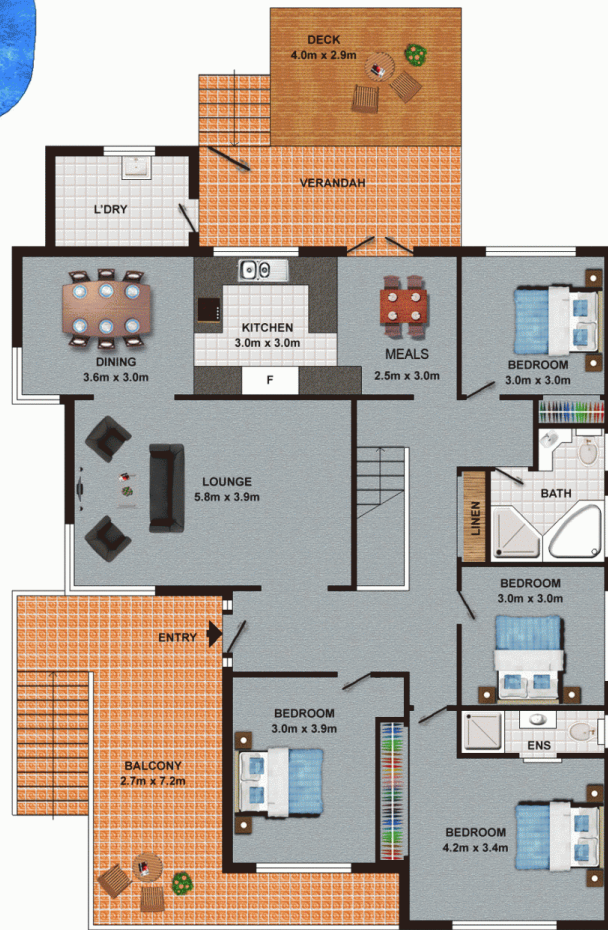 DECK
4.0m x 2.9m
VERANDAH
L'DRY
KITCHEN
3.0m x 3.0m
F
DINING
3.6m x 3.0m
MEALS
2.5m x 3.0m
BEDROOM
3.0m x 3.0m
LOUNGE
5.8m x 3.9m
LINEN
BATH
BEDROOM
3.0m x 3.0m
ENTRY
BEDROOM
3.0m x 3.9m
ENS
BALCONY
2.7m x 7.2m
BEDROOM
4.2m x 3.4m